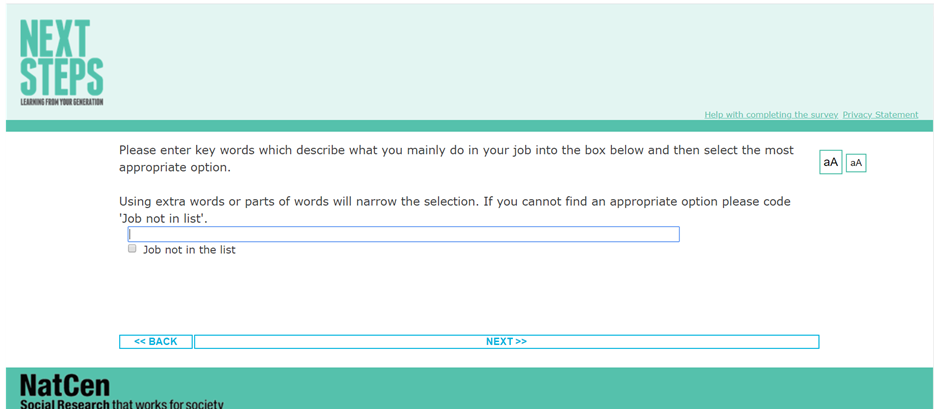 NEXT
STEPS
LEARNING FROM YOUR GENERATION
Help with completing the survey Privacy Statement
Please enter key words which describe what you mainly do in your job into the box below and then select the most
appropriate option.
aA aA
Using extra words or parts of words will narrow the selection. If you cannot find an appropriate option please code
'Job not in list'.
Job not in the list
<< BACK NEXT >>
NatCen
Social Research that works for society